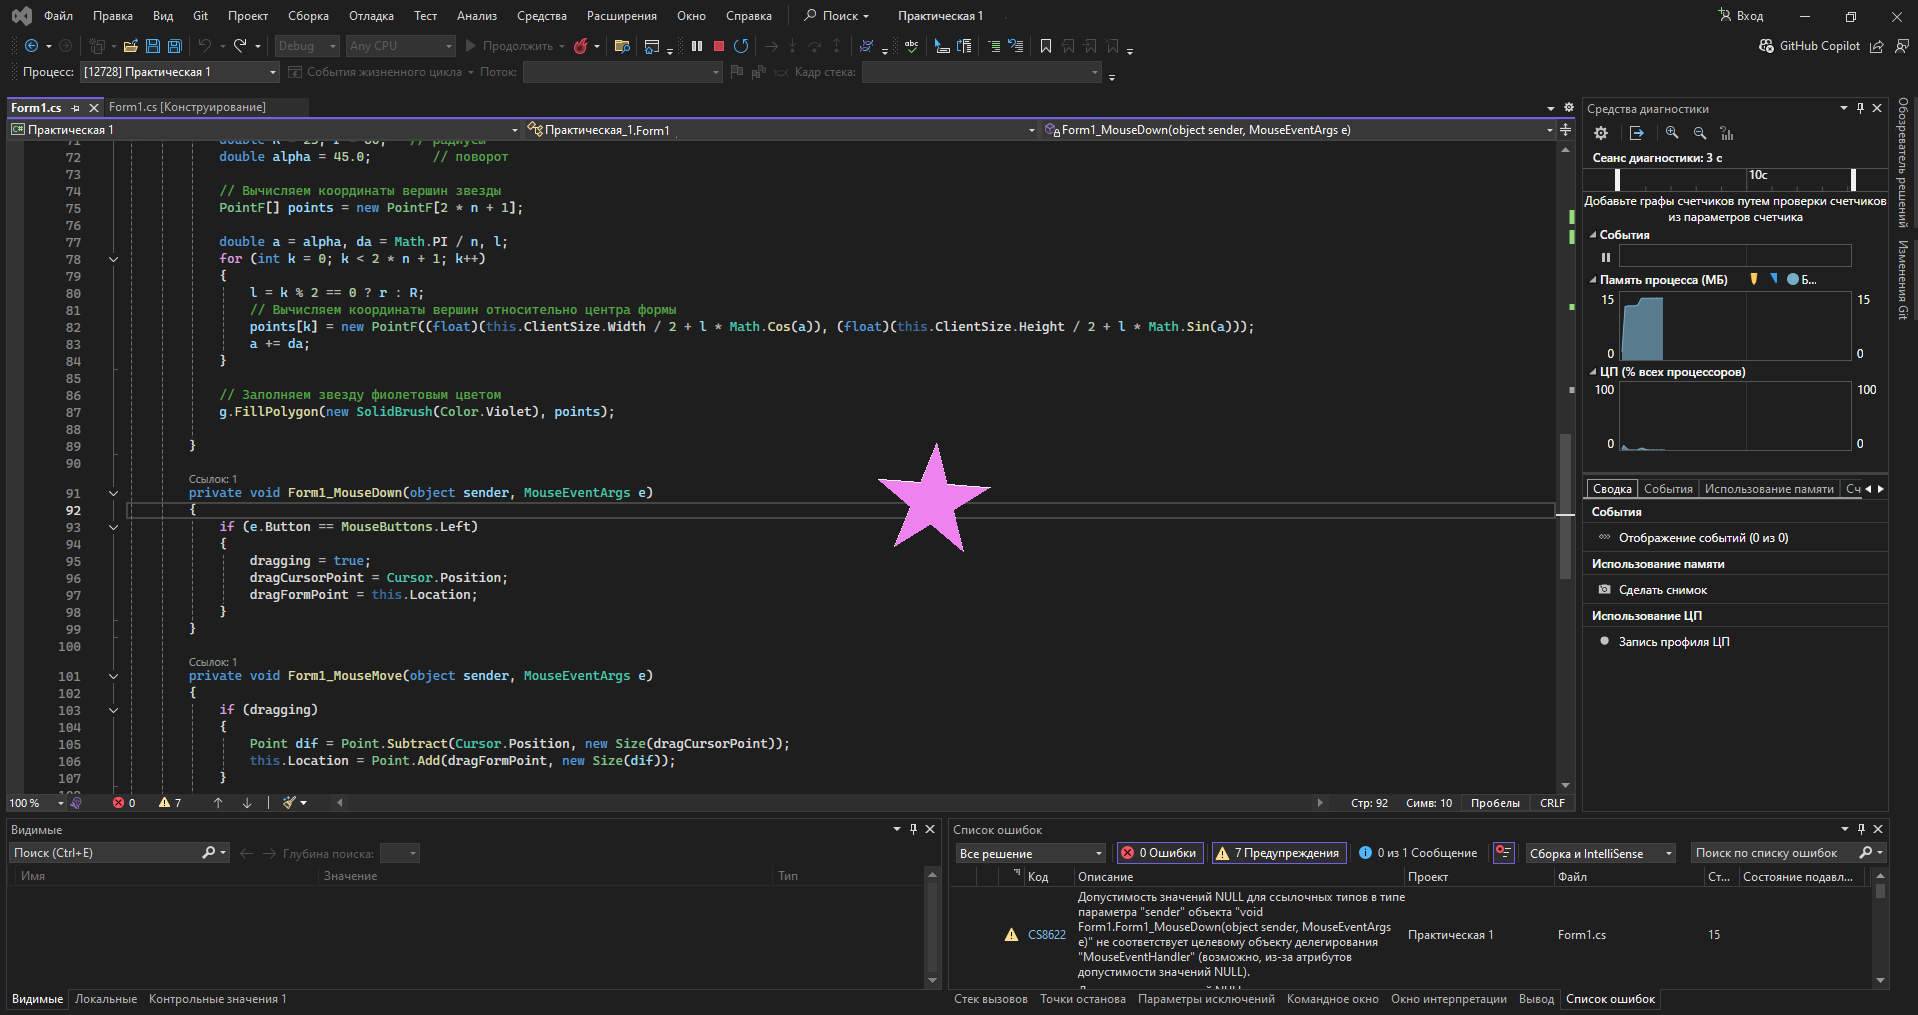 Файл Правка Вид Git Проект Сборка Отладка Тест Анализ Средства Расширения Окно Справка Поиск Практическая 1 Вход
Debug Any CPU Продолжить GitHub Copilot
Процесс: [12728] Практическая 1 События жизненного цикла Поток: Кадр стека:
Form1.cs Form1.cs [Конструирование]
C# Практическая 1 Практическая_1.Form1 Form1_MouseDown(object sender, MouseEventArgs e)
72 double alpha = 45.0; // поворот
73
74 // Вычисляем координаты вершин звезды
75 PointF[] points = new PointF[2 * n + 1];
76
77 double a = alpha, da = Math.PI / n, l;
78 for (int k = 0; k < 2 * n + 1; k++)
79 {
80 l = k % 2 == 0 ? r : R;
81 // Вычисляем координаты вершин относительно центра формы
82 points[k] = new PointF((float)(this.ClientSize.Width / 2 + l * Math.Cos(a)), (float)(this.ClientSize.Height / 2 + l * Math.Sin(a)));
83 a += da;
84 }
85
86 // Заполняем звезду фиолетовым цветом
87 g.FillPolygon(new SolidBrush(Color.Violet), points);
88
89 }
90
Ссылок: 1
91 private void Form1_MouseDown(object sender, MouseEventArgs e)
92 {
93 if (e.Button == MouseButtons.Left)
94 {
95 dragging = true;
96 dragCursorPoint = Cursor.Position;
97 dragFormPoint = this.Location;
98 }
99 }
100
Ссылок: 1
101 private void Form1_MouseMove(object sender, MouseEventArgs e)
102 {
103 if (dragging)
104 {
105 Point dif = Point.Subtract(Cursor.Position, new Size(dragCursorPoint));
106 this.Location = Point.Add(dragFormPoint, new Size(dif));
107 }
100 % 0 7 Стр: 92 Симв: 10 Пробелы CRLF
Средства диагностики
Сеанс диагностики: 3 с
10с
Добавьте графы счетчиков путем проверки счетчиков
из параметров счетчика
События
Память процесса (МБ) Б...
15 15
0 0
ЦП (% всех процессоров)
100 100
0 0
Сводка События Использование памяти Сч
События
Отображение событий (0 из 0)
Использование памяти
Сделать снимок
Использование ЦП
Запись профиля ЦП
Обозреватель решений
Изменения Git
Видимые
Поиск (Ctrl+E) Глубина поиска:
Имя Значение Тип
Видимые Локальные Контрольные значения 1
Список ошибок
Все решение 0 Ошибки 7 Предупреждения 0 из 1 Сообщение Сборка и IntelliSense Поиск по списку ошибок
Код Описание Проект Файл Ст... Состояние подавл...
Допустимость значений NULL для ссылочных типов в типе
параметра "sender" объекта "void
CS8622 Form1.Form1_MouseDown(object sender, MouseEventArgs Практическая 1 Form1.cs 15
e)" не соответствует целевому объекту делегирования
"MouseEventHandler" (возможно, из-за атрибутов
допустимости значений NULL).
Стек вызовов Точки останова Параметры исключений Командное окно Окно интерпретации Вывод Список ошибок